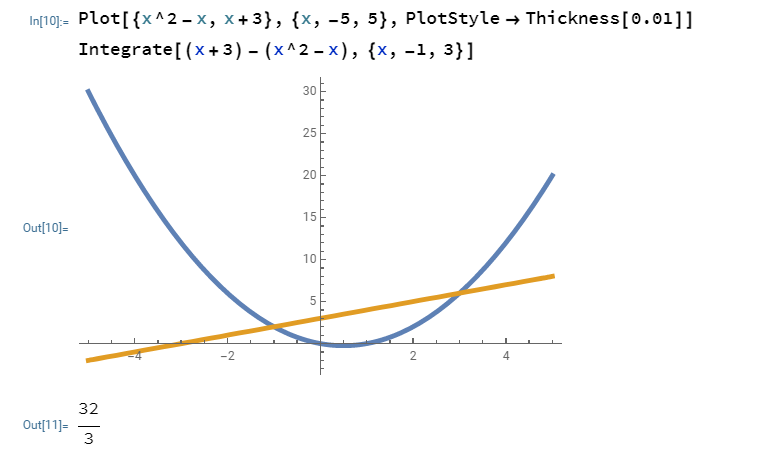 In[10]:= Plot[{x^2 - x, x + 3}, {x, -5, 5}, PlotStyle → Thickness[0.01]]
Integrate[(x + 3) - (x^2 - x), {x, -1, 3}]
30
25
20
Out[10]=
15
10
5
-4 -2 2 4
32
Out[11]=
3